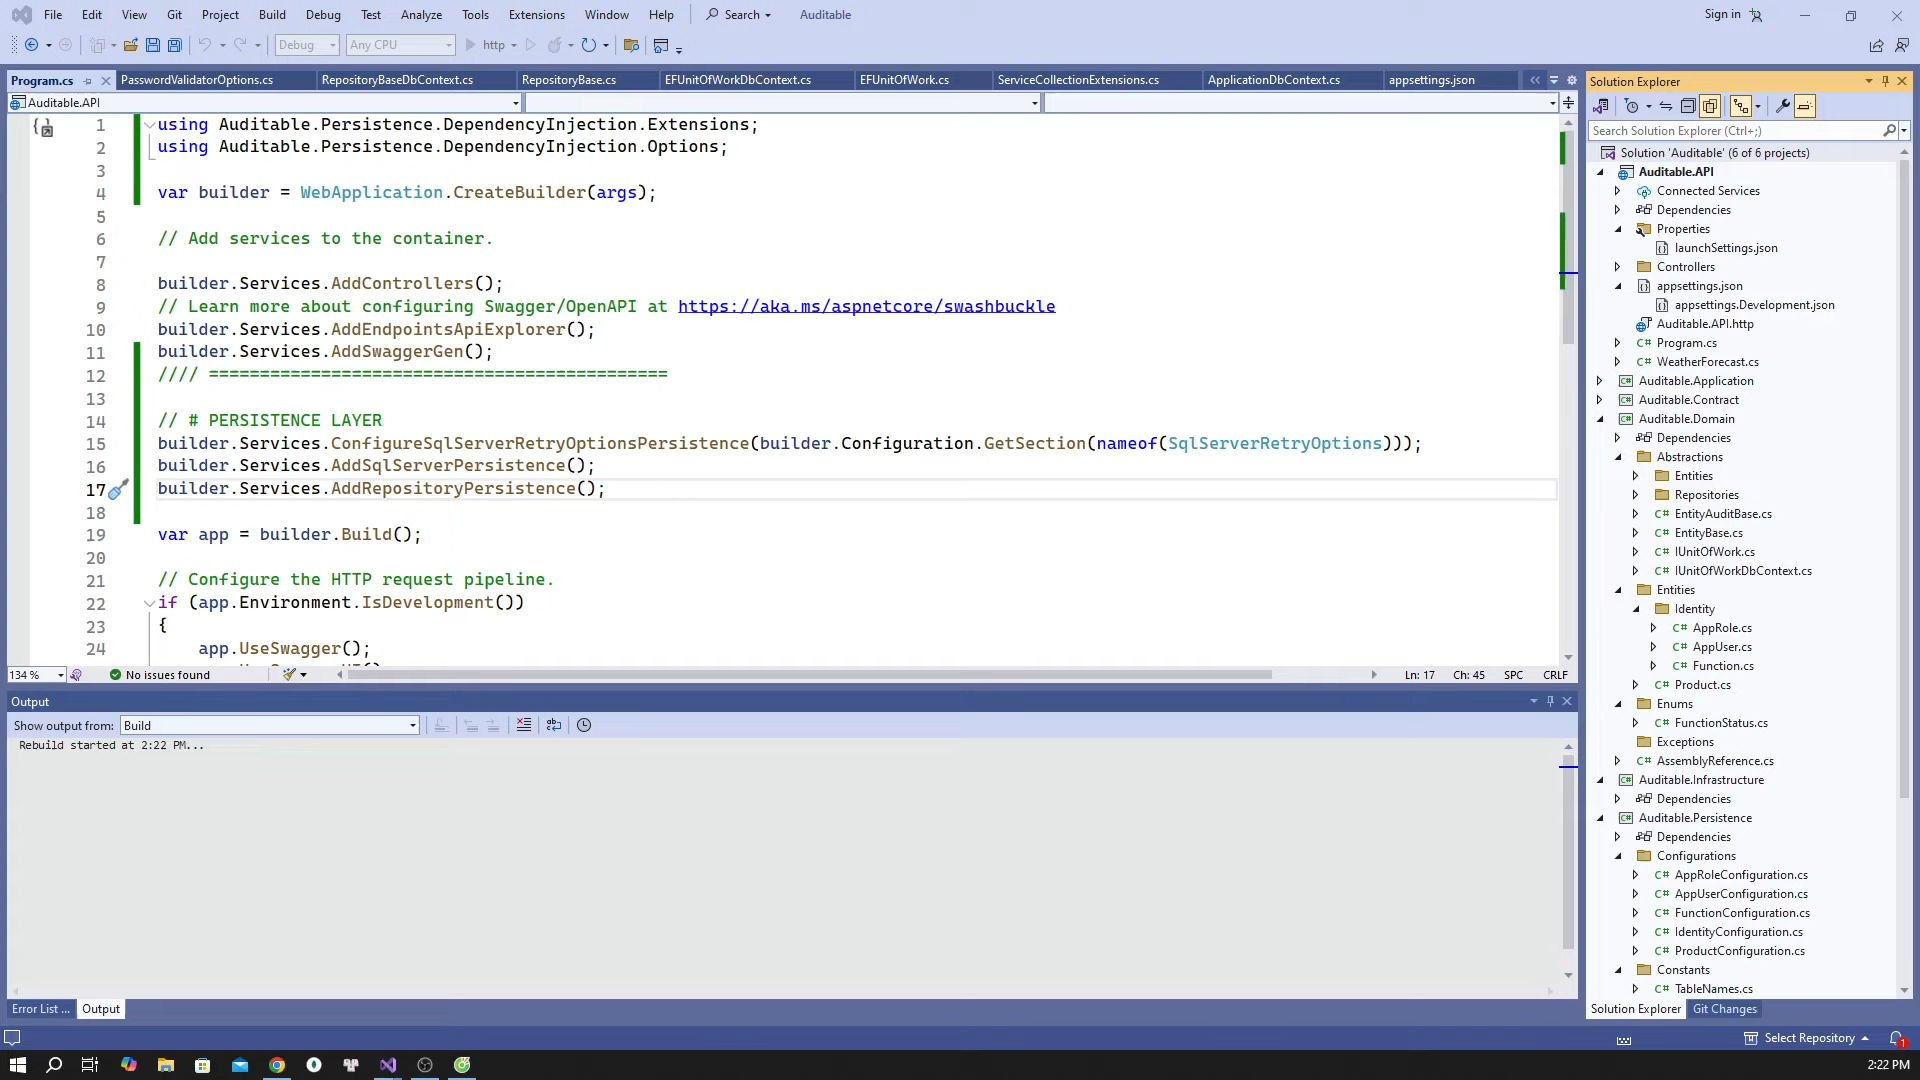 File Edit View Git Project Build Debug Test Analyze Tools Extensions Window Help Search Auditable Sign in
Debug Any CPU http
Program.cs PasswordValidatorOptions.cs RepositoryBaseDbContext.cs RepositoryBase.cs EFUnitOfWorkDbContext.cs EFUnitOfWork.cs ServiceCollectionExtensions.cs ApplicationDbContext.cs appsettings.json
Auditable.API
1 using Auditable.Persistence.DependencyInjection.Extensions;
2 using Auditable.Persistence.DependencyInjection.Options;
3
4 var builder = WebApplication.CreateBuilder(args);
5
6 // Add services to the container.
7
8 builder.Services.AddControllers();
9 // Learn more about configuring Swagger/OpenAPI at https://aka.ms/aspnetcore/swashbuckle
10 builder.Services.AddEndpointsApiExplorer();
11 builder.Services.AddSwaggerGen();
12 //// =============================================
13
14 // # PERSISTENCE LAYER
15 builder.Services.ConfigureSqlServerRetryOptionsPersistence(builder.Configuration.GetSection(nameof(SqlServerRetryOptions)));
16 builder.Services.AddSqlServerPersistence();
17 builder.Services.AddRepositoryPersistence();
18
19 var app = builder.Build();
20
21 // Configure the HTTP request pipeline.
22 if (app.Environment.IsDevelopment())
23 {
24 app.UseSwagger();
134 % No issues found Ln: 17 Ch: 45 SPC CRLF
Output
Show output from: Build
Rebuild started at 2:22 PM...
Error List ... Output
Solution Explorer
Search Solution Explorer (Ctrl+;)
Solution 'Auditable' (6 of 6 projects)
Auditable.API
Connected Services
Dependencies
Properties
launchSettings.json
Controllers
appsettings.json
appsettings.Development.json
Auditable.API.http
C# Program.cs
C# WeatherForecast.cs
C# Auditable.Application
C# Auditable.Contract
C# Auditable.Domain
Dependencies
Abstractions
Entities
Repositories
C# EntityAuditBase.cs
C# EntityBase.cs
C# IUnitOfWork.cs
C# IUnitOfWorkDbContext.cs
Entities
Identity
C# AppRole.cs
C# AppUser.cs
C# Function.cs
C# Product.cs
Enums
C# FunctionStatus.cs
Exceptions
C# AssemblyReference.cs
C# Auditable.Infrastructure
Dependencies
C# Auditable.Persistence
Dependencies
Configurations
C# AppRoleConfiguration.cs
C# AppUserConfiguration.cs
C# FunctionConfiguration.cs
C# IdentityConfiguration.cs
C# ProductConfiguration.cs
Constants
C# TableNames.cs
Solution Explorer Git Changes
Select Repository 1
2:22 PM